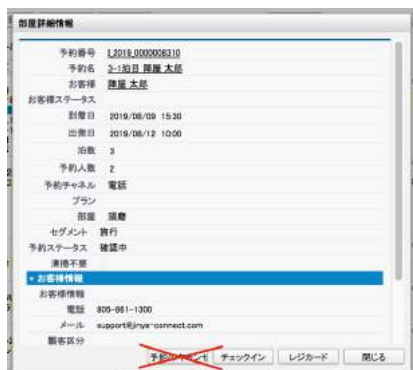 部屋詳細情報
予約番号 I_2019_0000008310
予約名 3-1泊目 陣屋 太郎
お客様 陣屋 太郎
お客様ステータス
到着日 2019/08/09 15:30
出発日 2019/08/12 10:00
泊数 3
予約人数 2
予約チャネル 電話
プラン
部屋 須磨
セグメント 旅行
予約ステータス 確認中
清掃不要
お客様情報
お客様情報
電話 805-661-1300
メール support@jinya-connect.com
顧客区分
チェックイン レジカード 閉じる